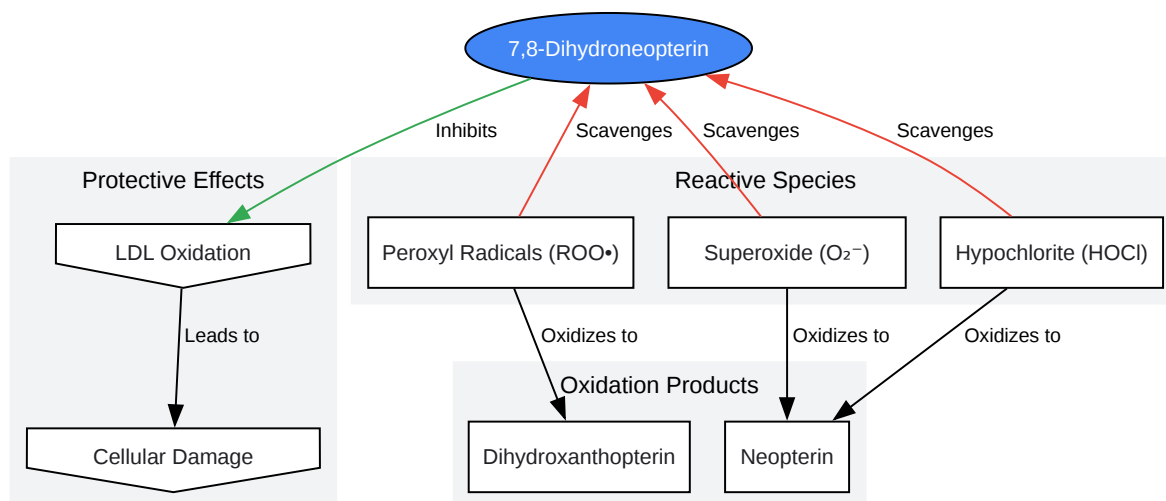 7,8-Dihydroneopterin
Inhibits
Scavenges
Scavenges
Scavenges
Protective Effects
Reactive Species
LDL Oxidation
Peroxyl Radicals (ROO•)
Superoxide (O₂⁻)
Hypochlorite (HOCl)
Leads to
Oxidizes to
Oxidizes to
Oxidizes to
Oxidation Products
Cellular Damage
Dihydroxanthopterin
Neopterin